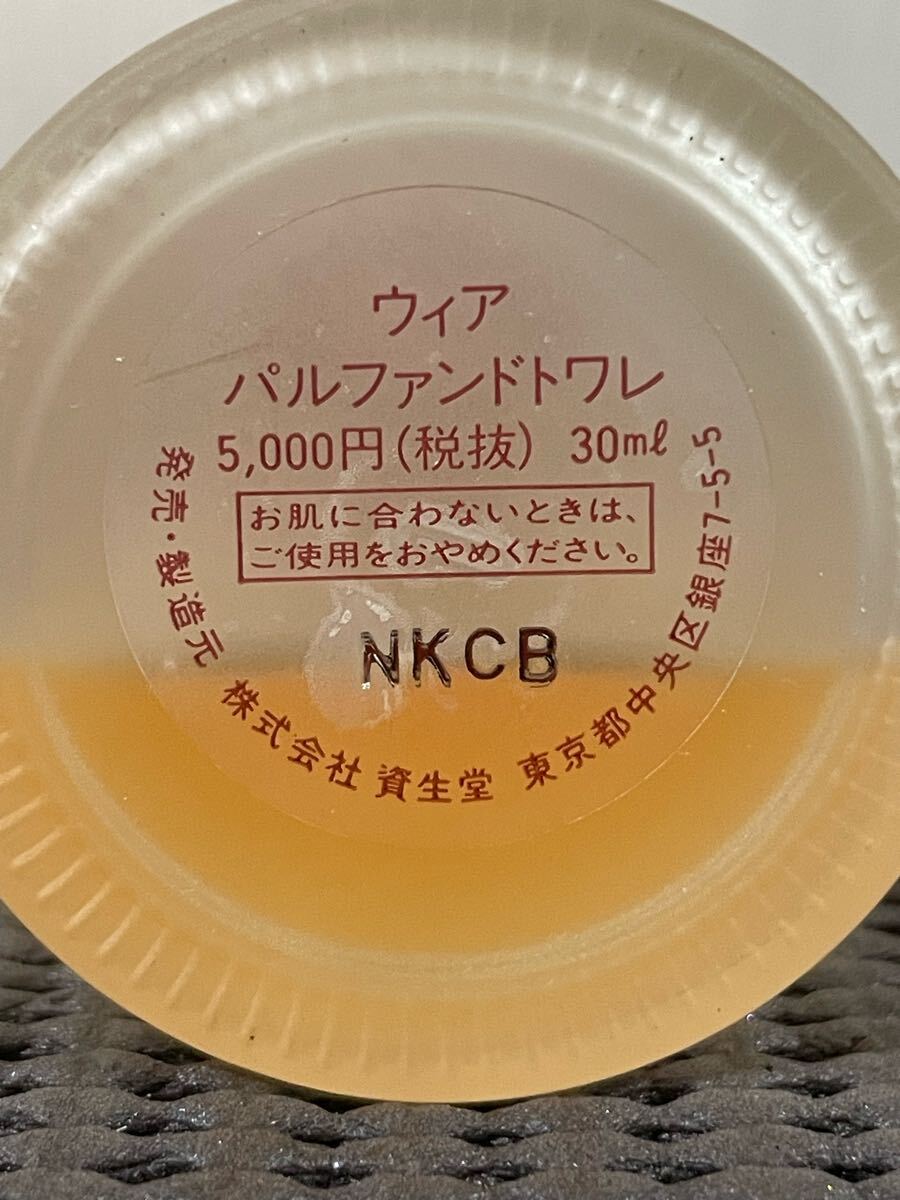 ウィア
パルファンドトワレ
5,000円(税抜) 30ml
お肌に合わないときは、
ご使用をおやめください。
NKCB
発売・製造元 株式会社 資生堂 東京都中央区銀座7-5-5